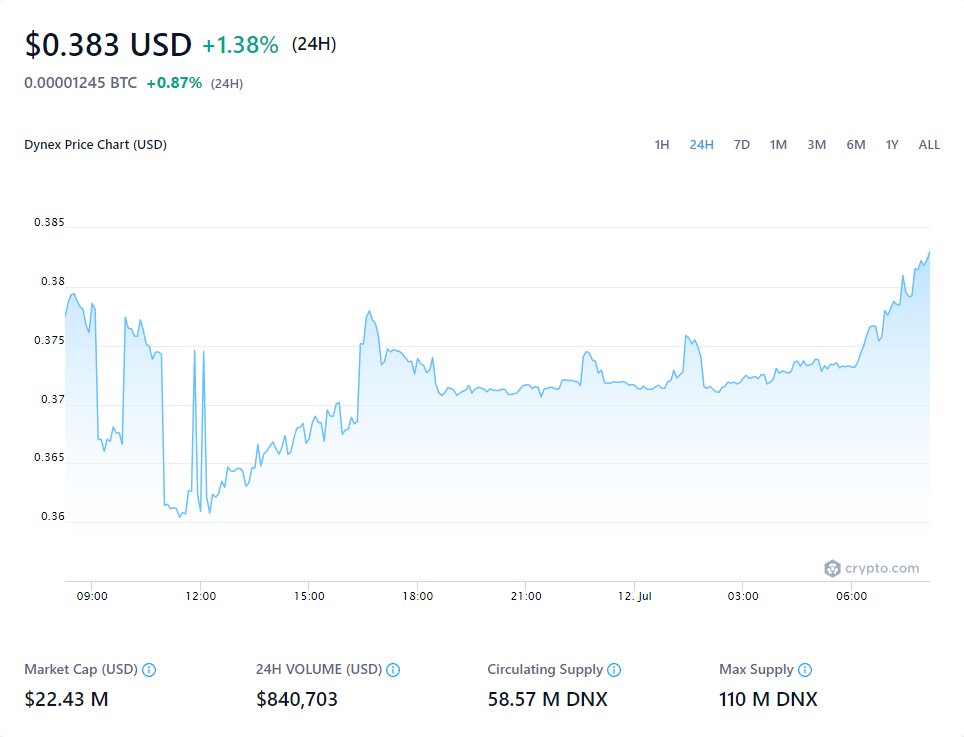 $0.383 USD +1.38% (24H)
0.00001245 BTC +0.87% (24H)
Dynex Price Chart (USD) 1H 24H 7D 1M 3M 6M 1Y ALL
0.385
0.38
0.375
0.37
0.365
0.36
crypto.com
09:00 12:00 15:00 18:00 21:00 12. Jul 03:00 06:00
Market Cap (USD) 24H VOLUME (USD) Circulating Supply Max Supply
$22.43 M $840,703 58.57 M DNX 110 M DNX